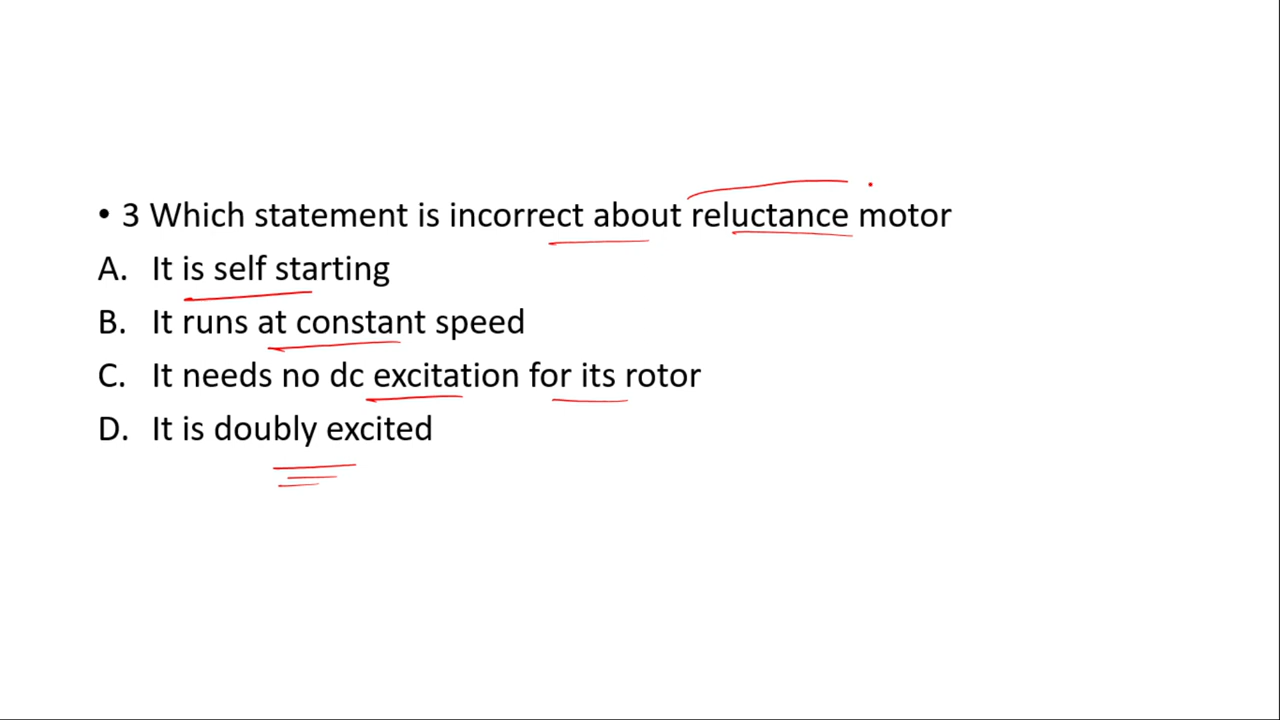 • 3 Which statement is incorrect about reluctance motor
A. It is self starting
B. It runs at constant speed
C. It needs no dc excitation for its rotor
D. It is doubly excited